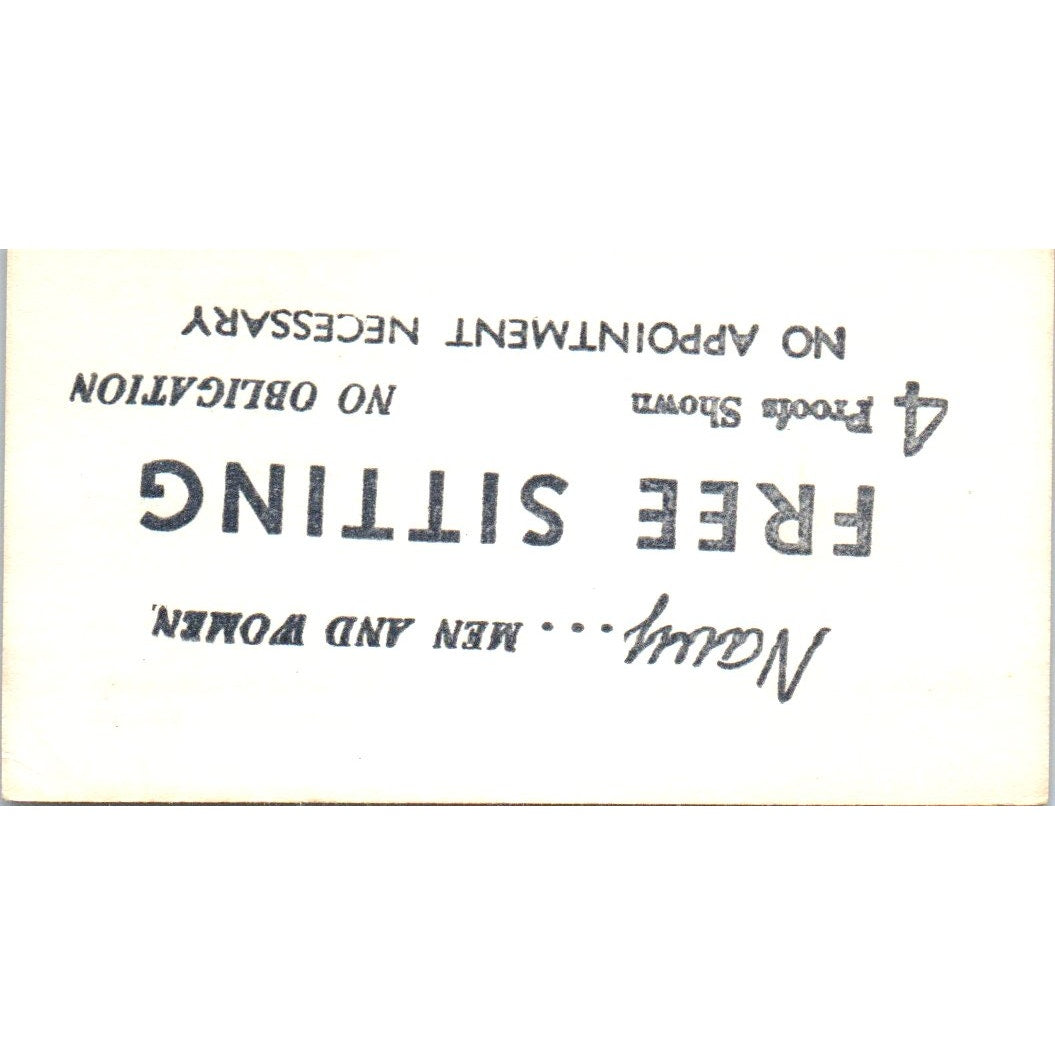 Navy... MEN AND WOMEN.
FREE SITTING
4 Proofs Shown NO OBLIGATION
NO APPOINTMENT NECESSARY